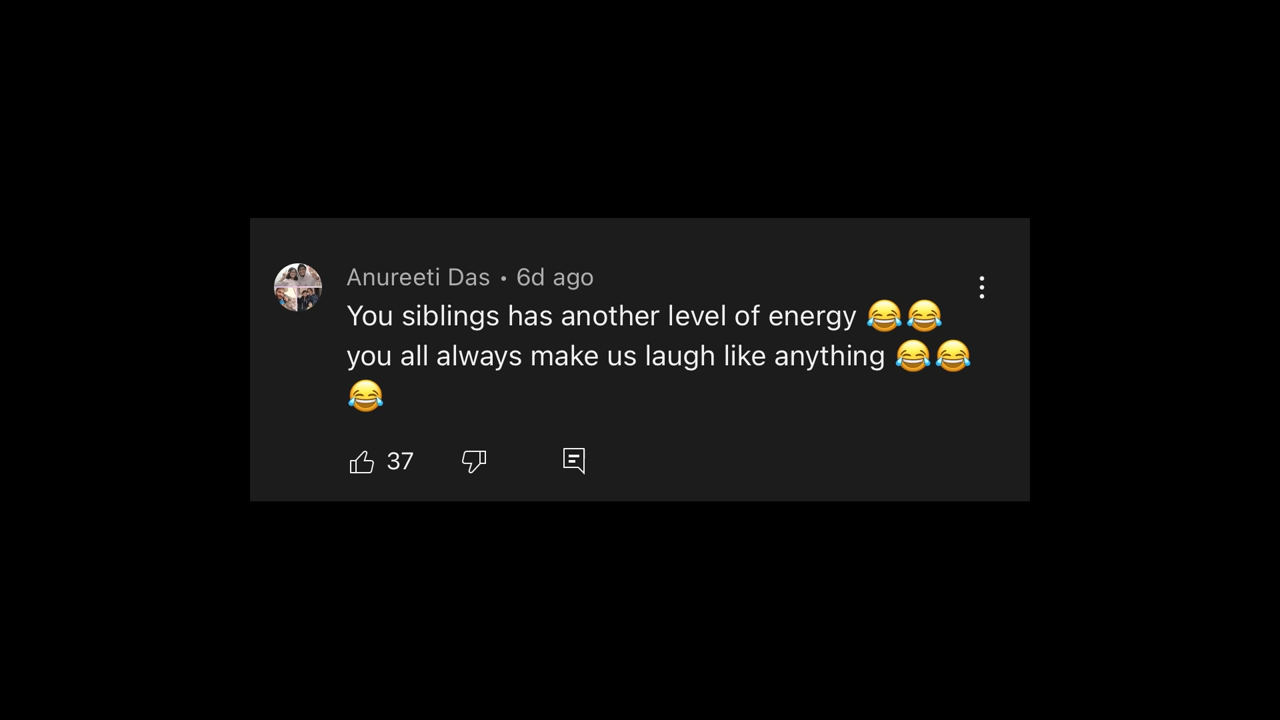 Anureeti Das • 6d ago
You siblings has another level of energy 😂😂
you all always make us laugh like anything 😂😂
😂
37